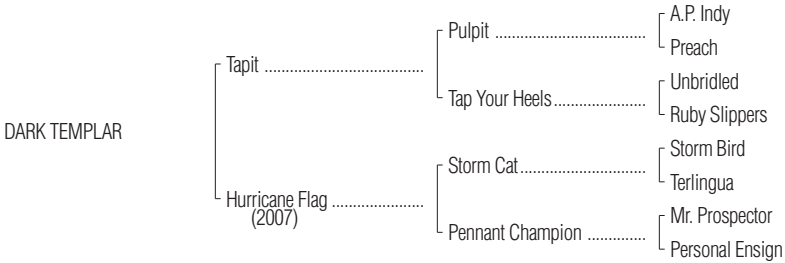 A.P. Indy
Pulpit ....................................
Preach
Tapit ......................................
Unbridled
Tap Your Heels......................
Ruby Slippers
DARK TEMPLAR
Storm Bird
Storm Cat..............................
Terlingua
Hurricane Flag ......................
(2007)
Mr. Prospector
Pennant Champion ..............
Personal Ensign